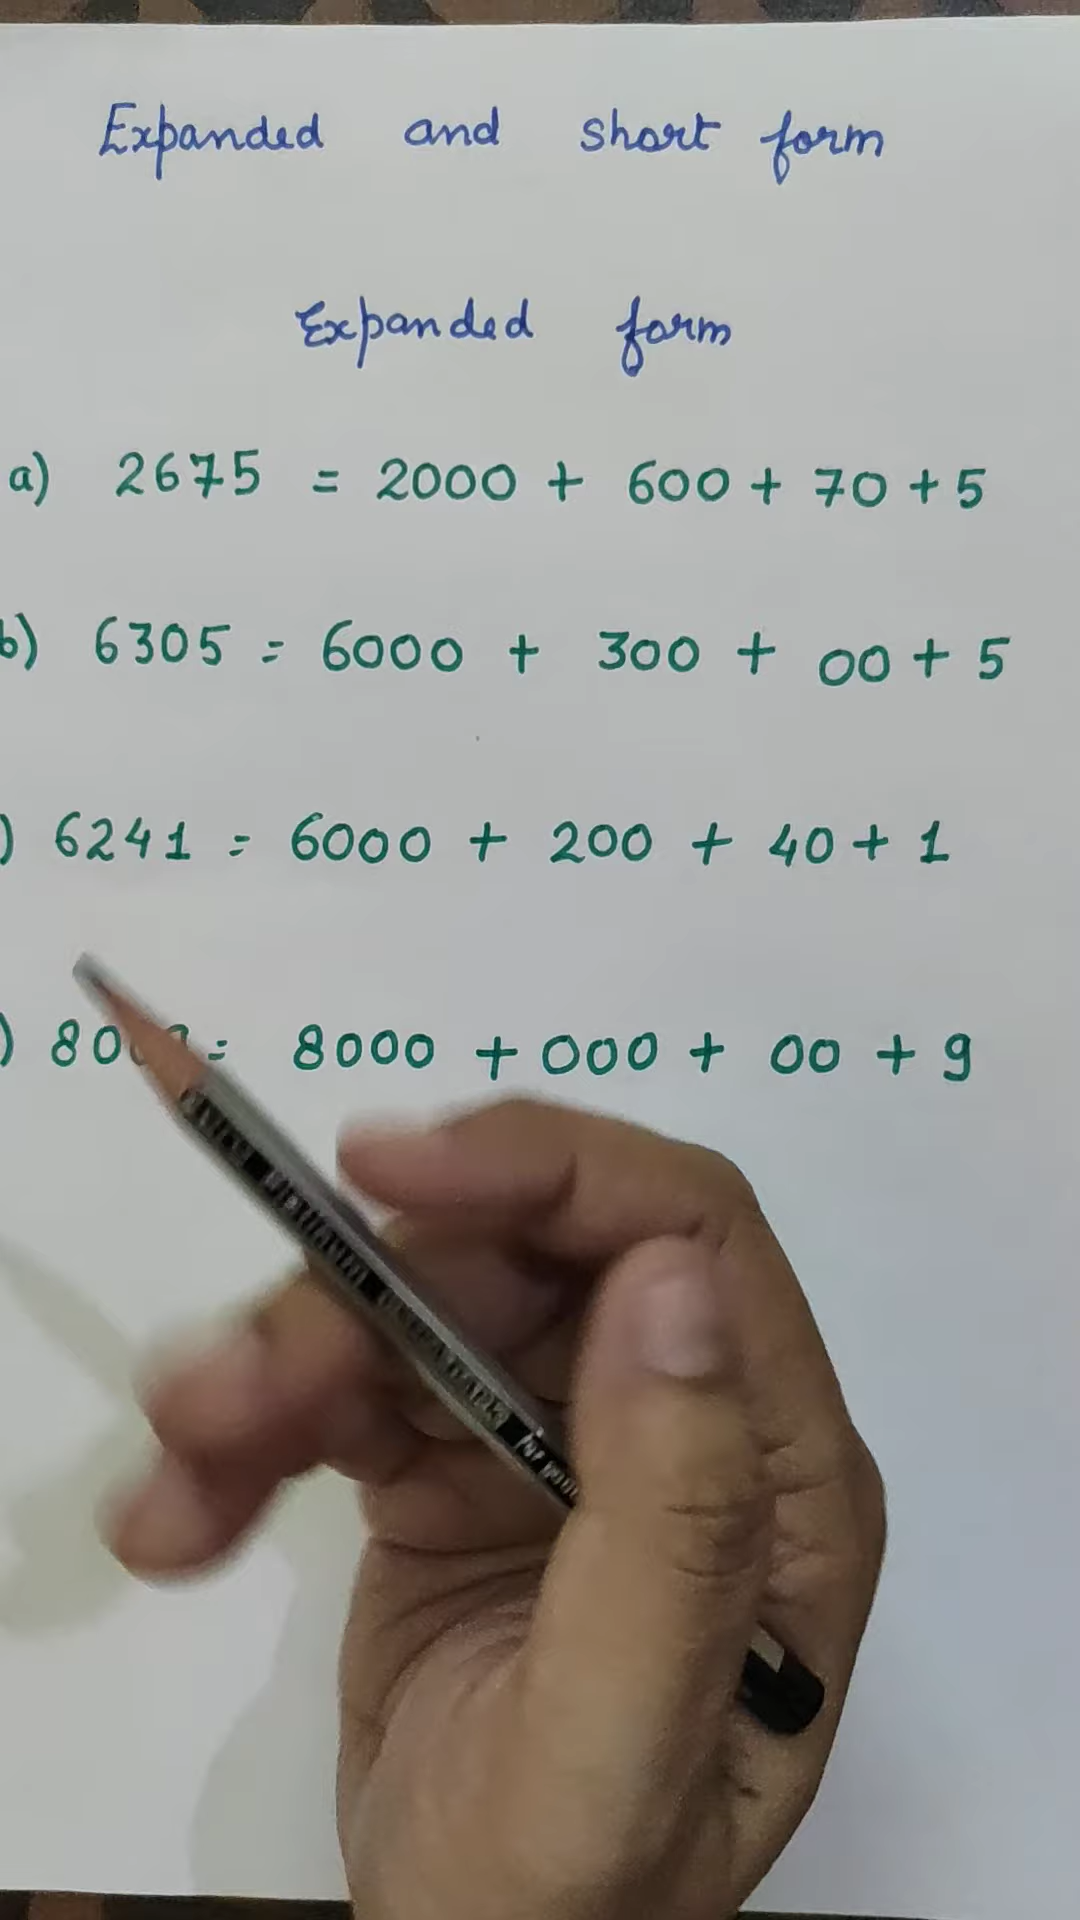 Expanded and short form
Expanded form
a) 2675 = 2000 + 600 + 70 + 5
b) 6305 = 6000 + 300 + 00 + 5
) 6241 = 6000 + 200 + 40 + 1
) = 8000 + 000 + 00 + 9